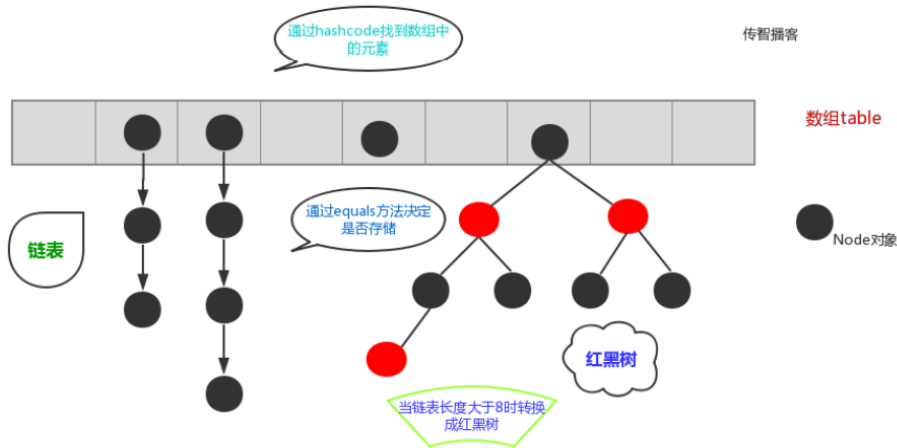 通过hashcode找到数组中
的元素
传智播客
数组table
通过equals方法决定
是否存储
链表
Node对象
红黑树
当链表长度大于8时转换
成红黑树